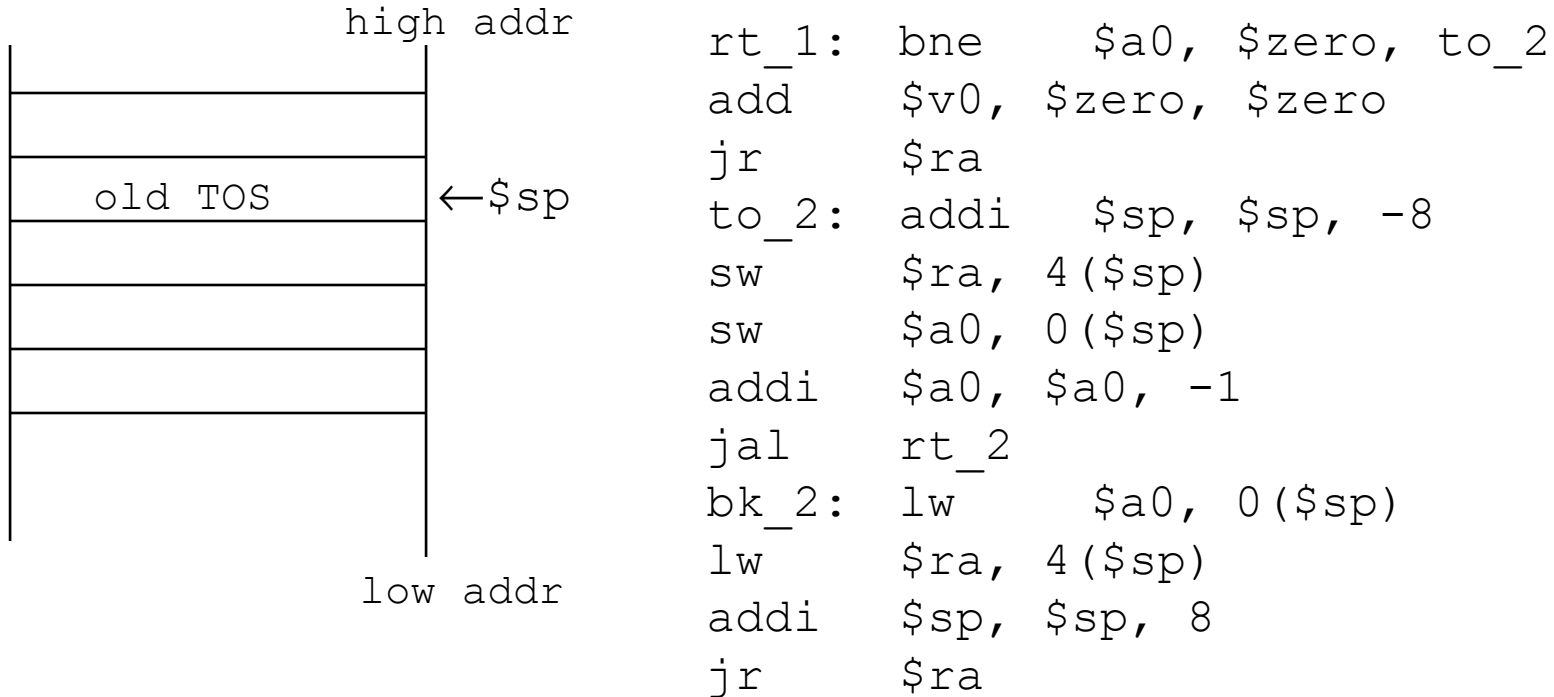 high addr
old TOS
←$sp
low addr
rt_1: bne $a0, $zero, to_2
add $v0, $zero, $zero
jr $ra
to_2: addi $sp, $sp, -8
sw $ra, 4($sp)
sw $a0, 0($sp)
addi $a0, $a0, -1
jal rt_2
bk_2: lw $a0, 0($sp)
lw $ra, 4($sp)
addi $sp, $sp, 8
jr $ra